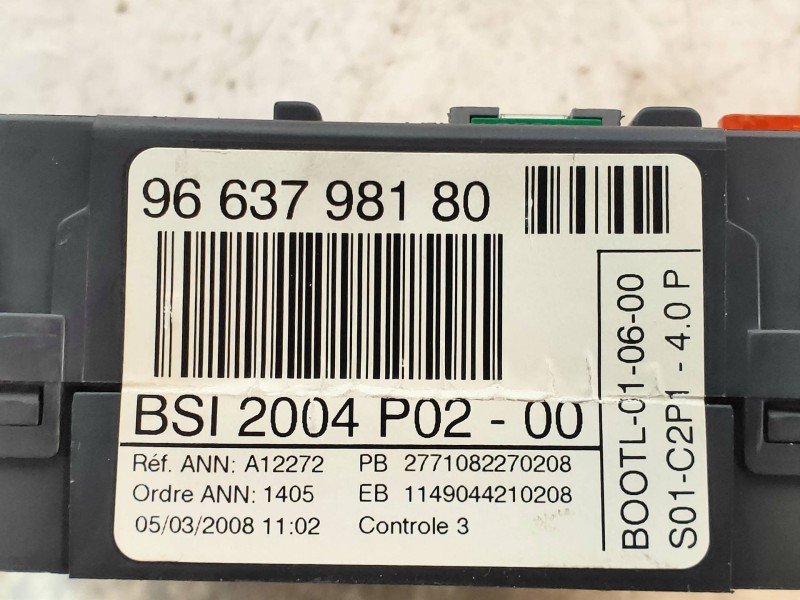 96 637 981 80
BSI 2004 P02 - 00
Réf. ANN: A12272 PB 2771082270208
Ordre ANN: 1405 EB 1149044210208
05/03/2008 11:02 Controle 3
BOOTL-01-06-00
S01-C2P1 - 4.0 P